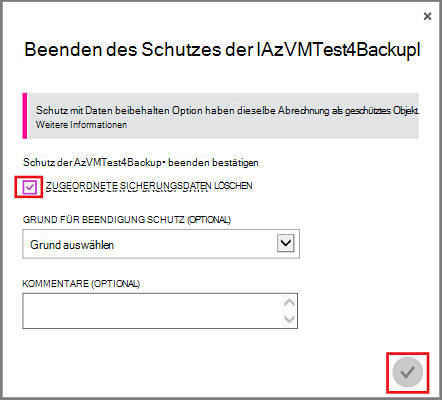 Beenden des Schutzes der IAzVMTest4BackupI
Schutz mit Daten beibehalten Option haben dieselbe Abrechnung als geschütztes Objekt.
Weitere Informationen
Schutz der AzVMTest4Backup• beenden bestätigen
ZUGEORDNETE SICHERUNGSDATEN LÖSCHEN
GRUND FÜR BEENDIGUNG SCHUTZ (OPTIONAL)
Grund auswählen
KOMMENTARE (OPTIONAL)